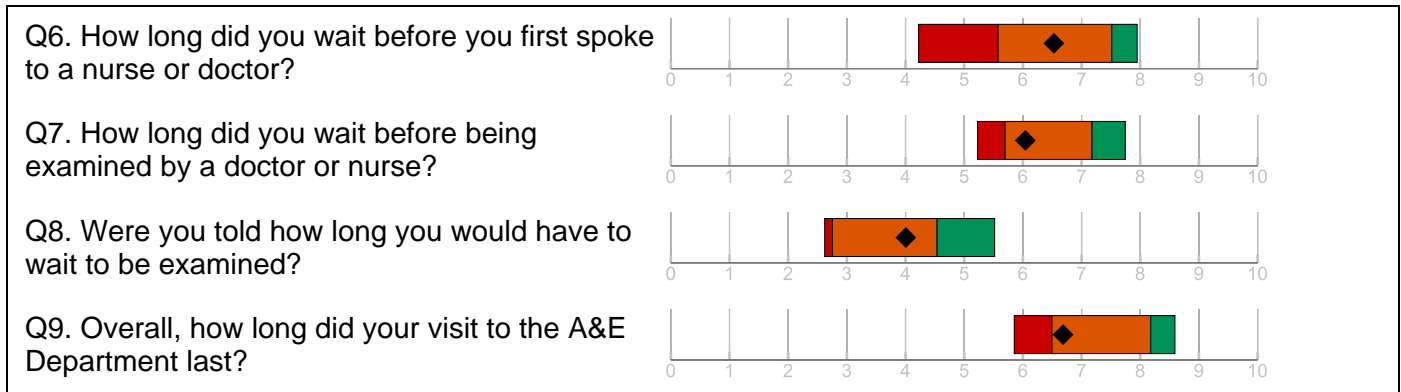 Q6. How long did you wait before you first spoke
to a nurse or doctor?
0 1 2 3 4 5 6 7 8 9 10
Q7. How long did you wait before being
examined by a doctor or nurse?
0 1 2 3 4 5 6 7 8 9 10
Q8. Were you told how long you would have to
wait to be examined?
0 1 2 3 4 5 6 7 8 9 10
Q9. Overall, how long did your visit to the A&E
Department last?
0 1 2 3 4 5 6 7 8 9 10